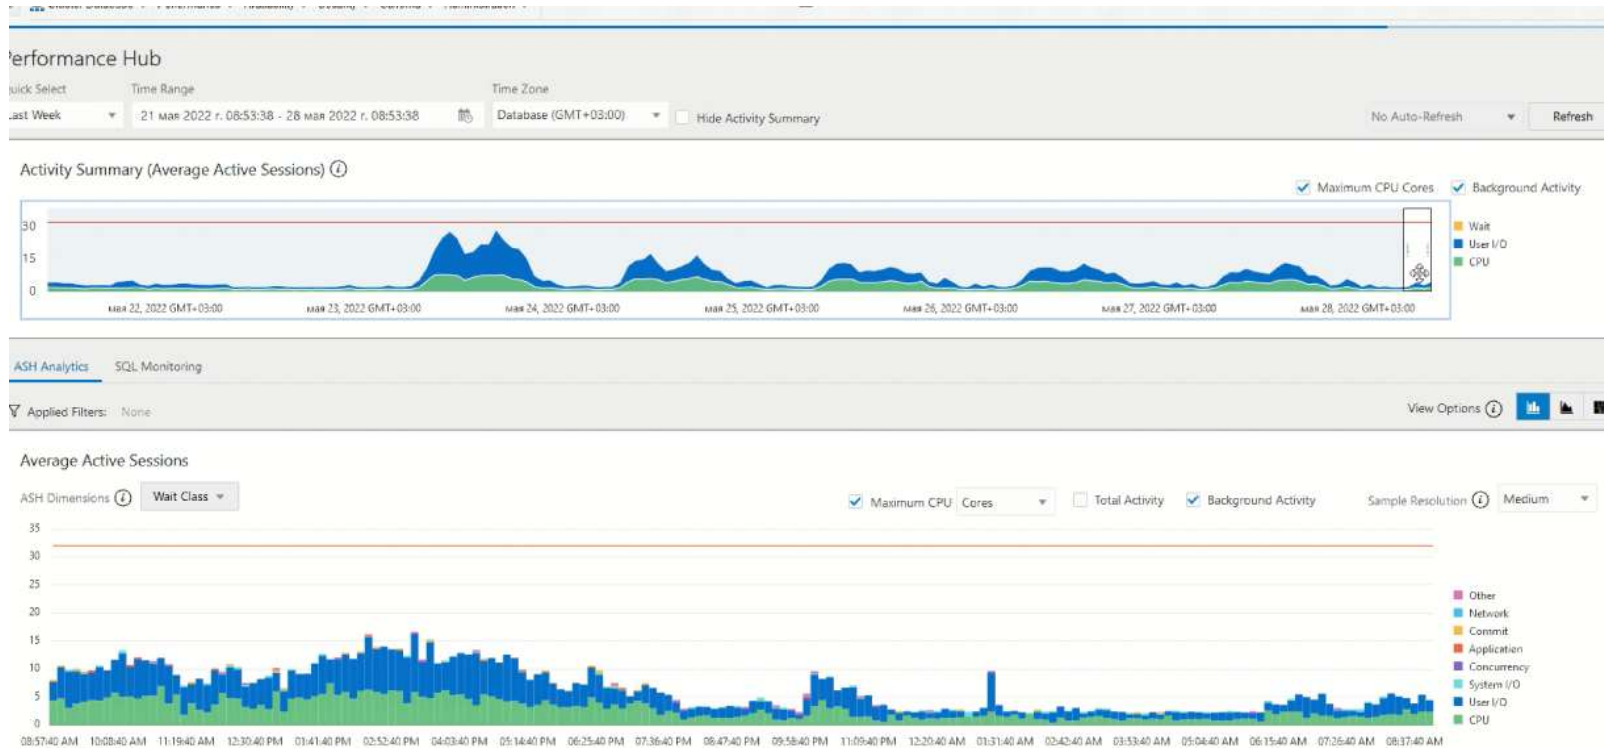 Cluster Database Performance Availability Security Schema Administration
Performance Hub
Quick Select Time Range Time Zone
Last Week 21 мая 2022 г. 08:53:38 - 28 мая 2022 г. 08:53:38 Database (GMT+03:00) Hide Activity Summary No Auto-Refresh Refresh
Activity Summary (Average Active Sessions)
Maximum CPU Cores Background Activity
30
15
0
Wait
User I/O
CPU
мая 22, 2022 GMT+03:00 мая 23, 2022 GMT+03:00 мая 24, 2022 GMT+03:00 мая 25, 2022 GMT+03:00 мая 26, 2022 GMT+03:00 мая 27, 2022 GMT+03:00 мая 28, 2022 GMT+03:00
ASH Analytics SQL Monitoring
Applied Filters: None View Options
Average Active Sessions
ASH Dimensions Wait Class Maximum CPU Cores Total Activity Background Activity Sample Resolution Medium
35
30
25
20
15
10
5
0
Other
Network
Commit
Application
Concurrency
System I/O
User I/O
CPU
08:57:40 AM 10:08:40 AM 11:19:40 AM 12:30:40 PM 01:41:40 PM 02:52:40 PM 04:03:40 PM 05:14:40 PM 06:25:40 PM 07:36:40 PM 08:47:40 PM 09:58:40 PM 11:09:40 PM 12:20:40 AM 01:31:40 AM 02:42:40 AM 03:53:40 AM 05:04:40 AM 06:15:40 AM 07:26:40 AM 08:37:40 AM